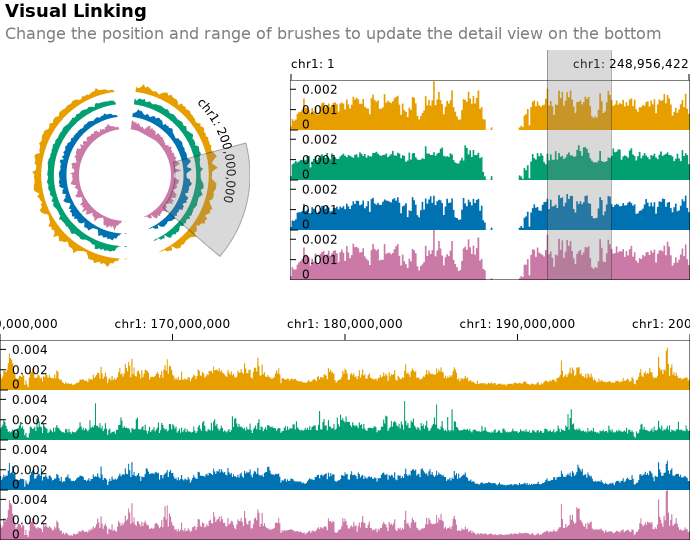 Visual Linking
Change the position and range of brushes to update the detail view on the bottom
chr1: 200,000,000
chr1: 1
chr1: 248,956,422
0.002
0.001
0
0.002
0.001
0
0.002
0.001
0
0.002
0.001
0
0,000,000
chr1: 170,000,000
chr1: 180,000,000
chr1: 190,000,000
chr1: 200
0.004
0.002
0
0.004
0.002
0
0.004
0.002
0
0.004
0.002
0